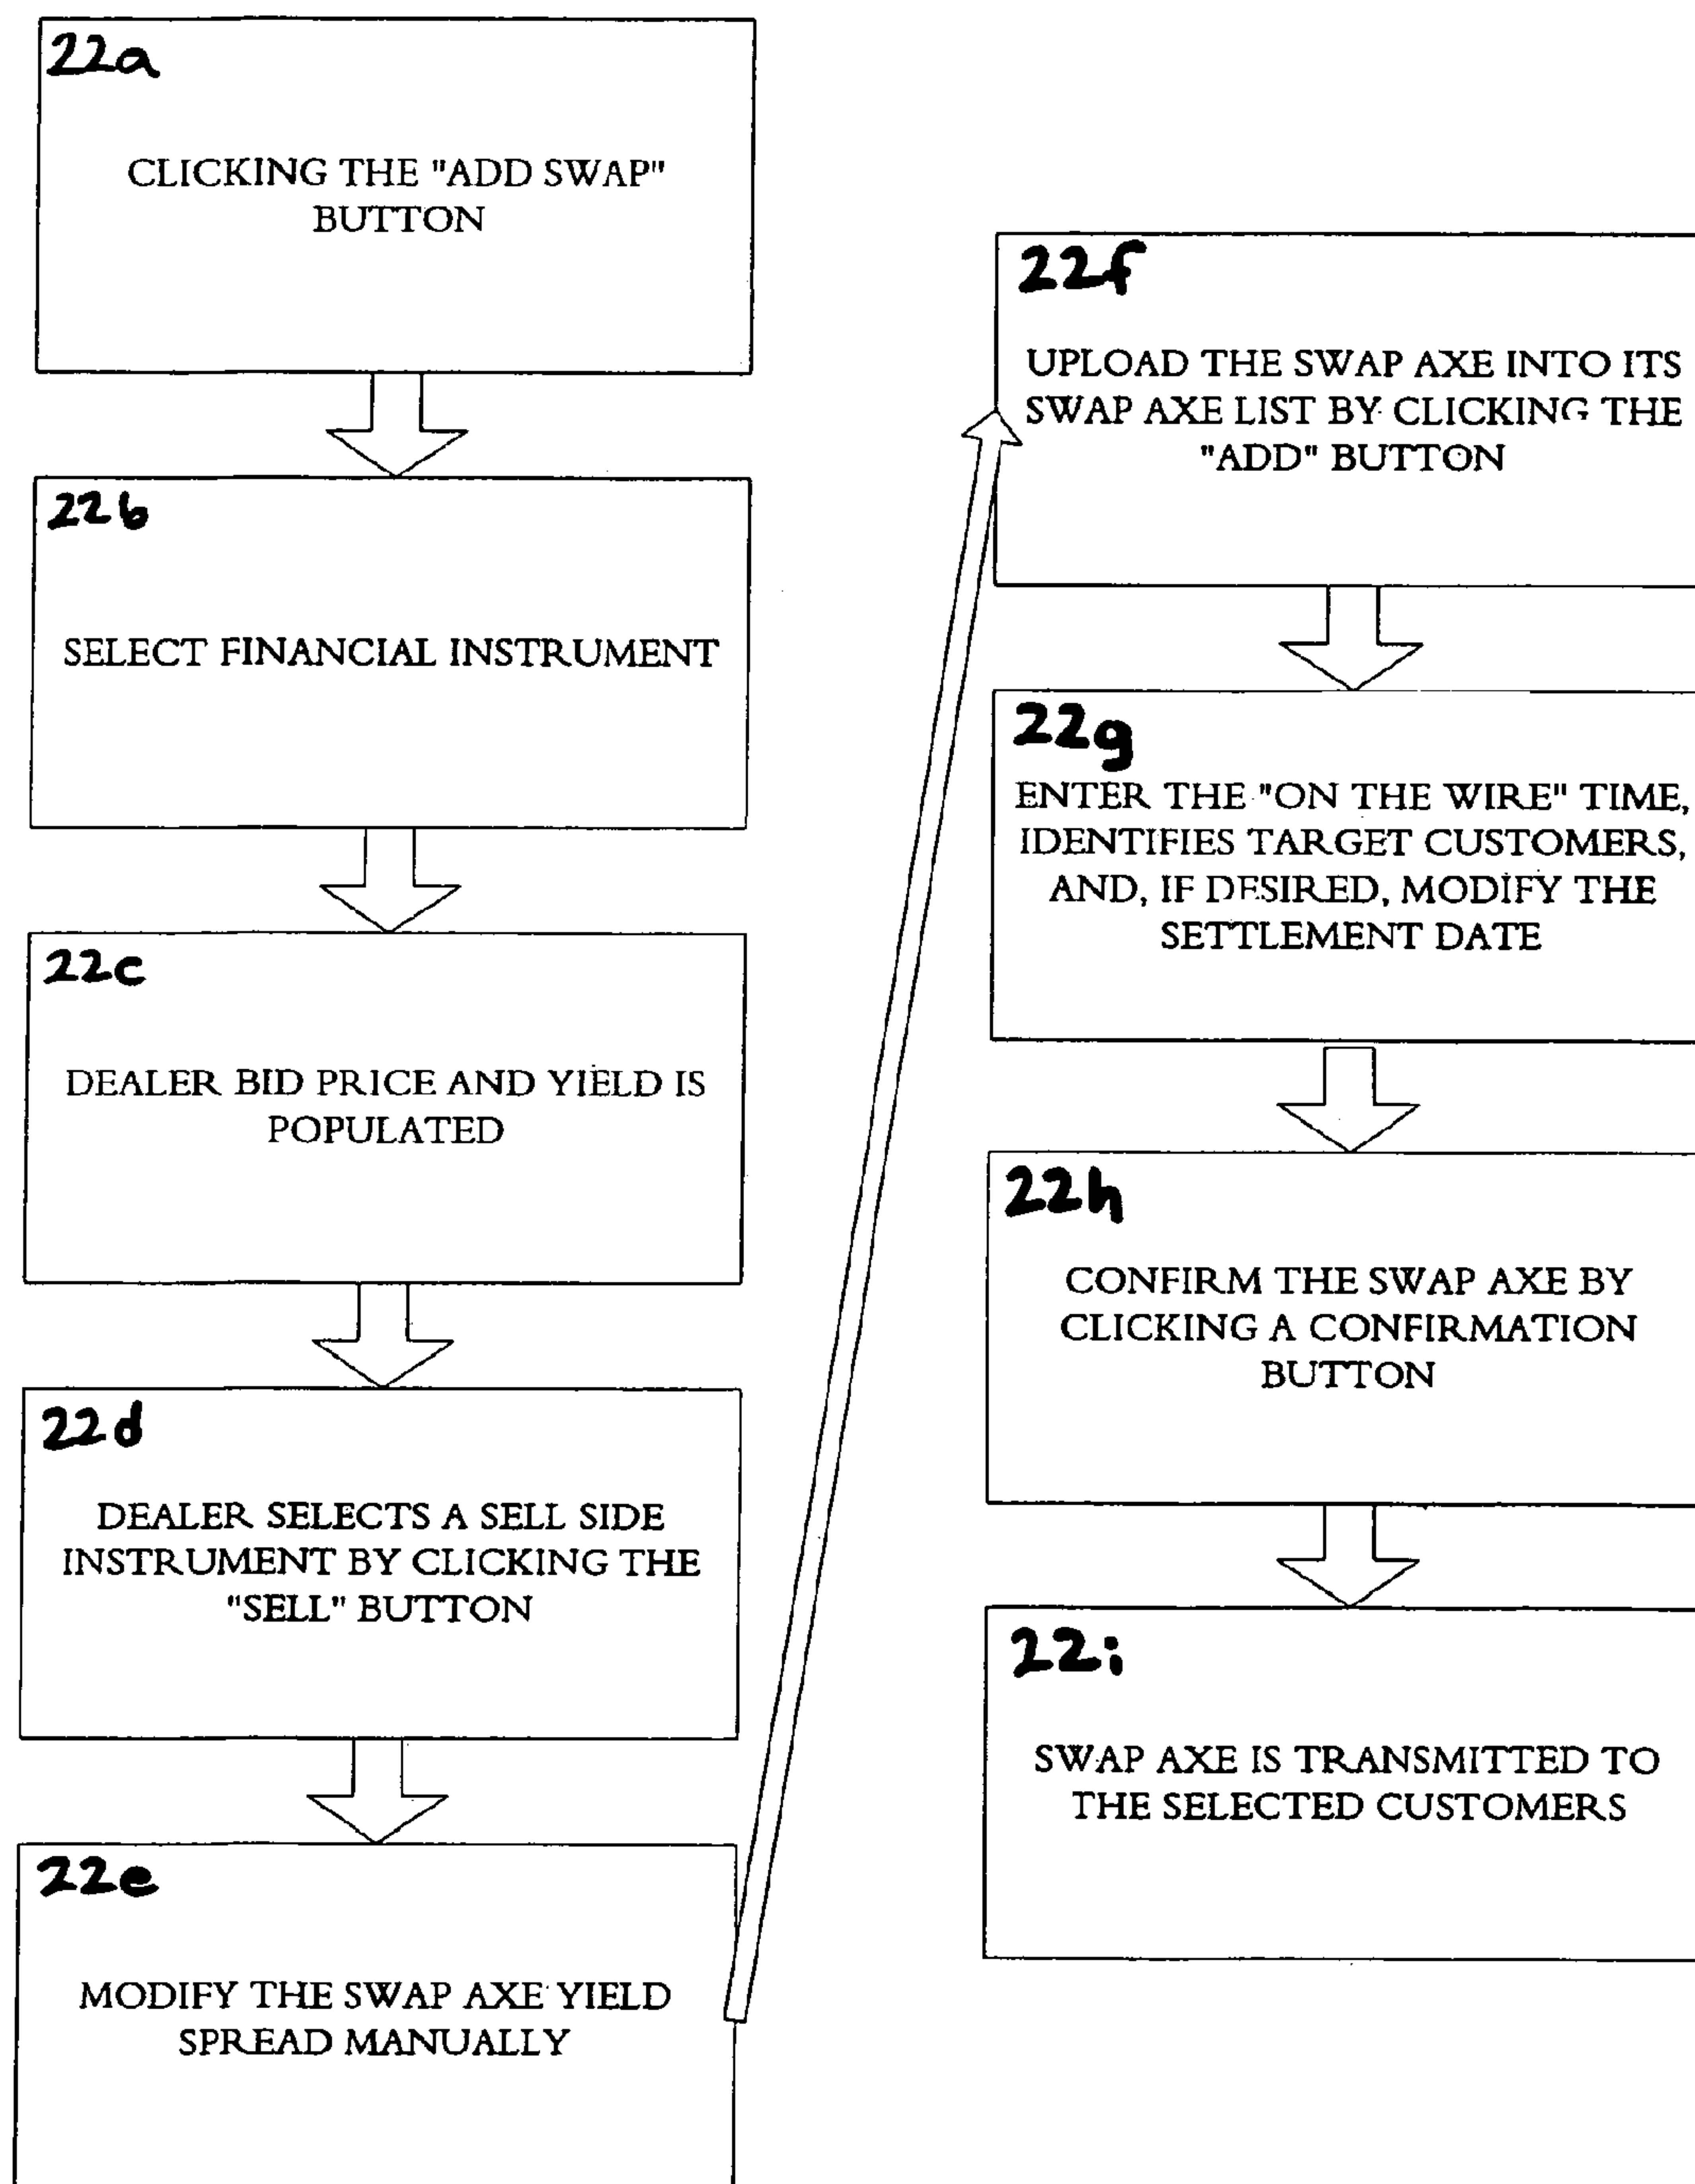 22a
CLICKING THE "ADD SWAP"
BUTTON
22b
SELECT FINANCIAL INSTRUMENT
22c
DEALER BID PRICE AND YIELD IS
POPULATED
22d
DEALER SELECTS A SELL SIDE
INSTRUMENT BY CLICKING THE
"SELL" BUTTON
22e
MODIFY THE SWAP AXE YIELD
SPREAD MANUALLY
22f
UPLOAD THE SWAP AXE INTO ITS
SWAP AXE LIST BY CLICKING THE
"ADD" BUTTON
22g
ENTER THE "ON THE WIRE" TIME,
IDENTIFIES TARGET CUSTOMERS,
AND, IF DESIRED, MODIFY THE
SETTLEMENT DATE
22h
CONFIRM THE SWAP AXE BY
CLICKING A CONFIRMATION
BUTTON
22i
SWAP AXE IS TRANSMITTED TO
THE SELECTED CUSTOMERS